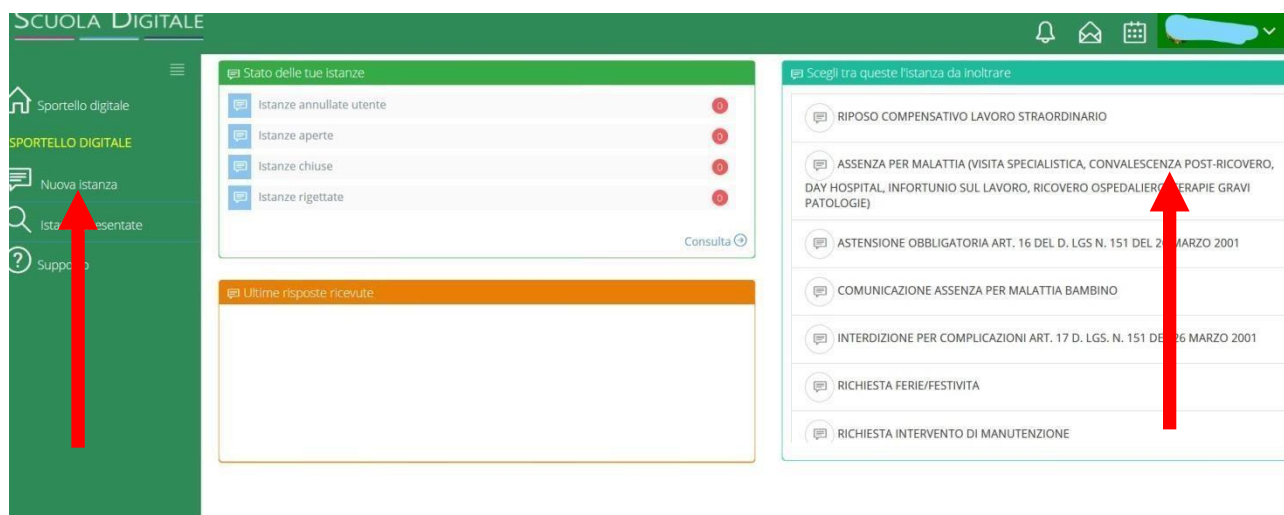 SCUOLA DIGITALE
Sportello digitale
SPORTELLO DIGITALE
Nuova istanza
Supporto
Stato delle tue istanze
Istanze annullate utente 0
Istanze aperte 0
Istanze chiuse 0
Istanze rigettate 0
Consulta
Ultime risposte ricevute
Scegli tra queste l'istanza da inoltrare
RIPOSO COMPENSATIVO LAVORO STRAORDINARIO
ASSENZA PER MALATTIA (VISITA SPECIALISTICA, CONVALESCENZA POST-RICOVERO,
DAY HOSPITAL, INFORTUNIO SUL LAVORO, RICOVERO OSPEDALIERO, TERAPIE GRAVI
PATOLOGIE)
ASTENSIONE OBBLIGATORIA ART. 16 DEL D. LGS N. 151 DEL 26 MARZO 2001
COMUNICAZIONE ASSENZA PER MALATTIA BAMBINO
INTERDIZIONE PER COMPLICAZIONI ART. 17 D. LGS. N. 151 DEL 26 MARZO 2001
RICHIESTA FERIE/FESTIVITA
RICHIESTA INTERVENTO DI MANUTENZIONE